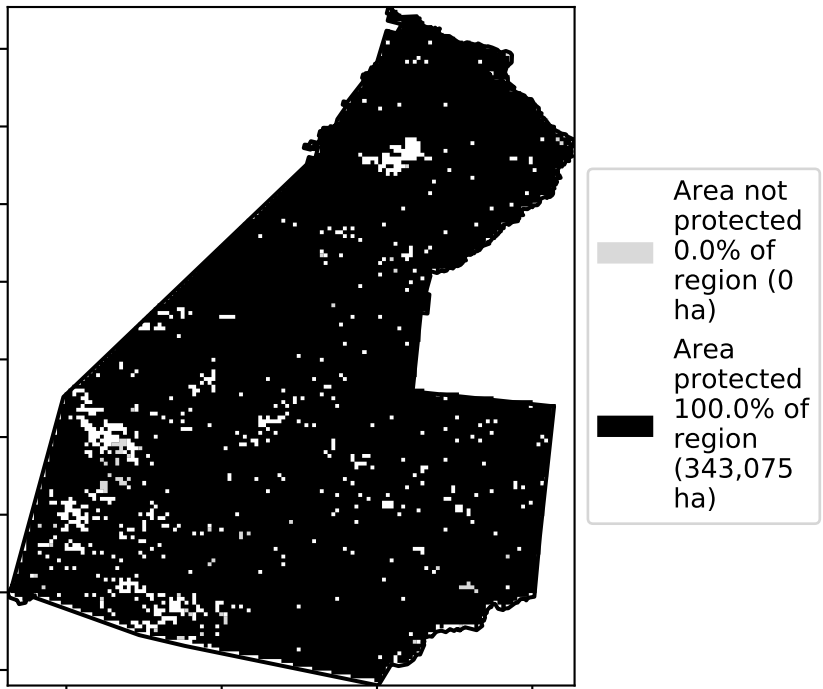 Area not
protected
0.0% of
region (0
ha)
Area
protected
100.0% of
region
(343,075
ha)